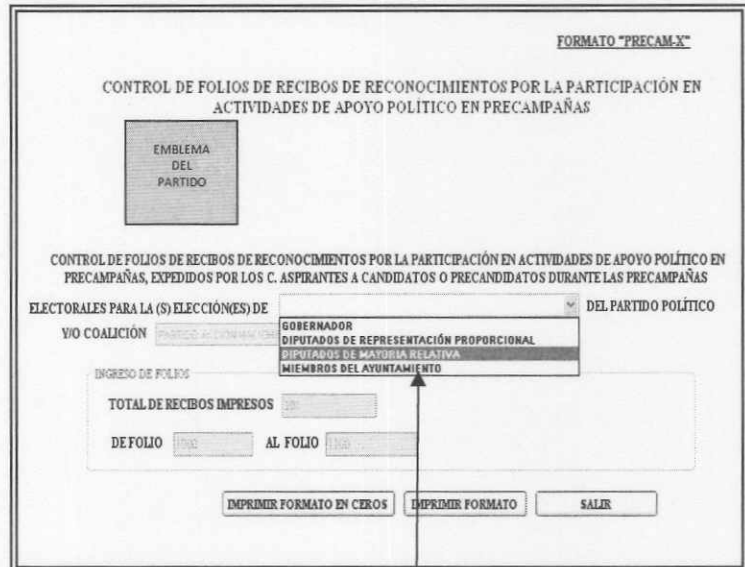 FORMATO "PRECAM-X"
CONTROL DE FOLIOS DE RECIBOS DE RECONOCIMIENTOS POR LA PARTICIPACIÓN EN
ACTIVIDADES DE APOYO POLÍTICO EN PRECAMPAÑAS
EMBLEMA
DEL
PARTIDO
CONTROL DE FOLIOS DE RECIBOS DE RECONOCIMIENTOS POR LA PARTICIPACIÓN EN ACTIVIDADES DE APOYO POLÍTICO EN
PRECAMPAÑAS, EXPEDIDOS POR LOS C. ASPIRANTES A CANDIDATOS O PRECANDIDATOS DURANTE LAS PRECAMPAÑAS
ELECTORALES PARA LA (S) ELECCIÓN(ES) DE DEL PARTIDO POLÍTICO
Y/O COALICIÓN PARTIDO ACCION
GOBERNADOR
DIPUTADOS DE REPRESENTACIÓN PROPORCIONAL
DIPUTADOS DE MAYORIA RELATIVA
MIEMBROS DEL AYUNTAMIENTO
INGRESO DE FOLIOS
TOTAL DE RECIBOS IMPRESOS
DE FOLIO AL FOLIO
IMPRIMIR FORMATO EN CEROS IMPRIMIR FORMATO SALIR